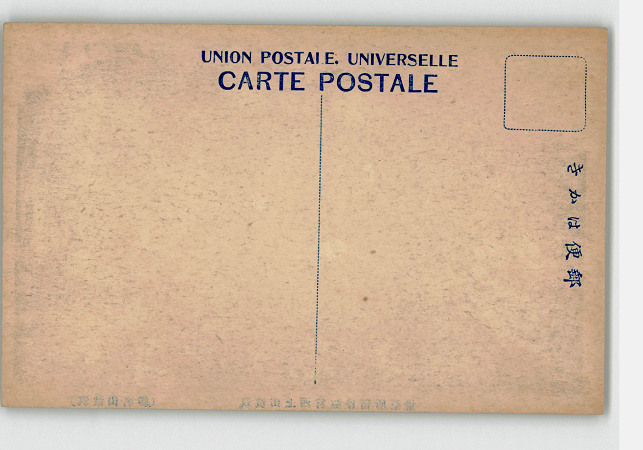 UNION POSTALE. UNIVERSELLE
CARTE POSTALE
郵便はかき